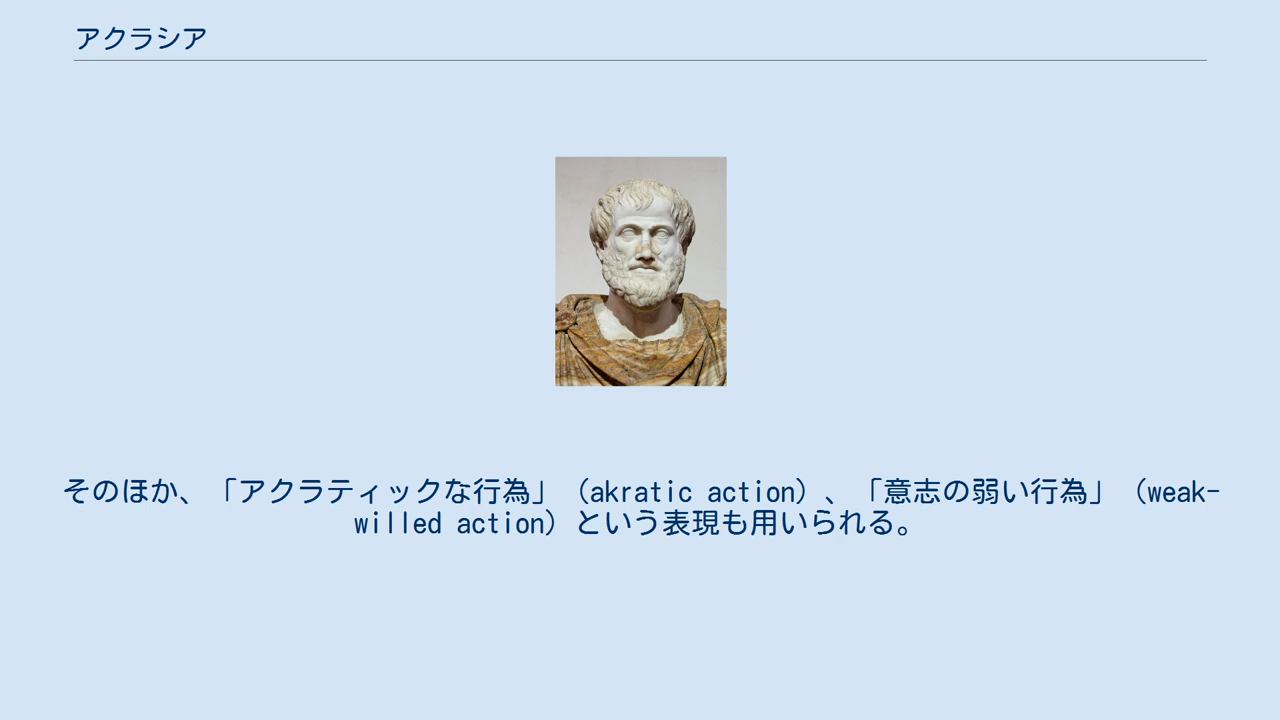 アクラシア
そのほか、「アクラティックな行為」（akratic action）、「意志の弱い行為」（weak-
willed action）という表現も用いられる。